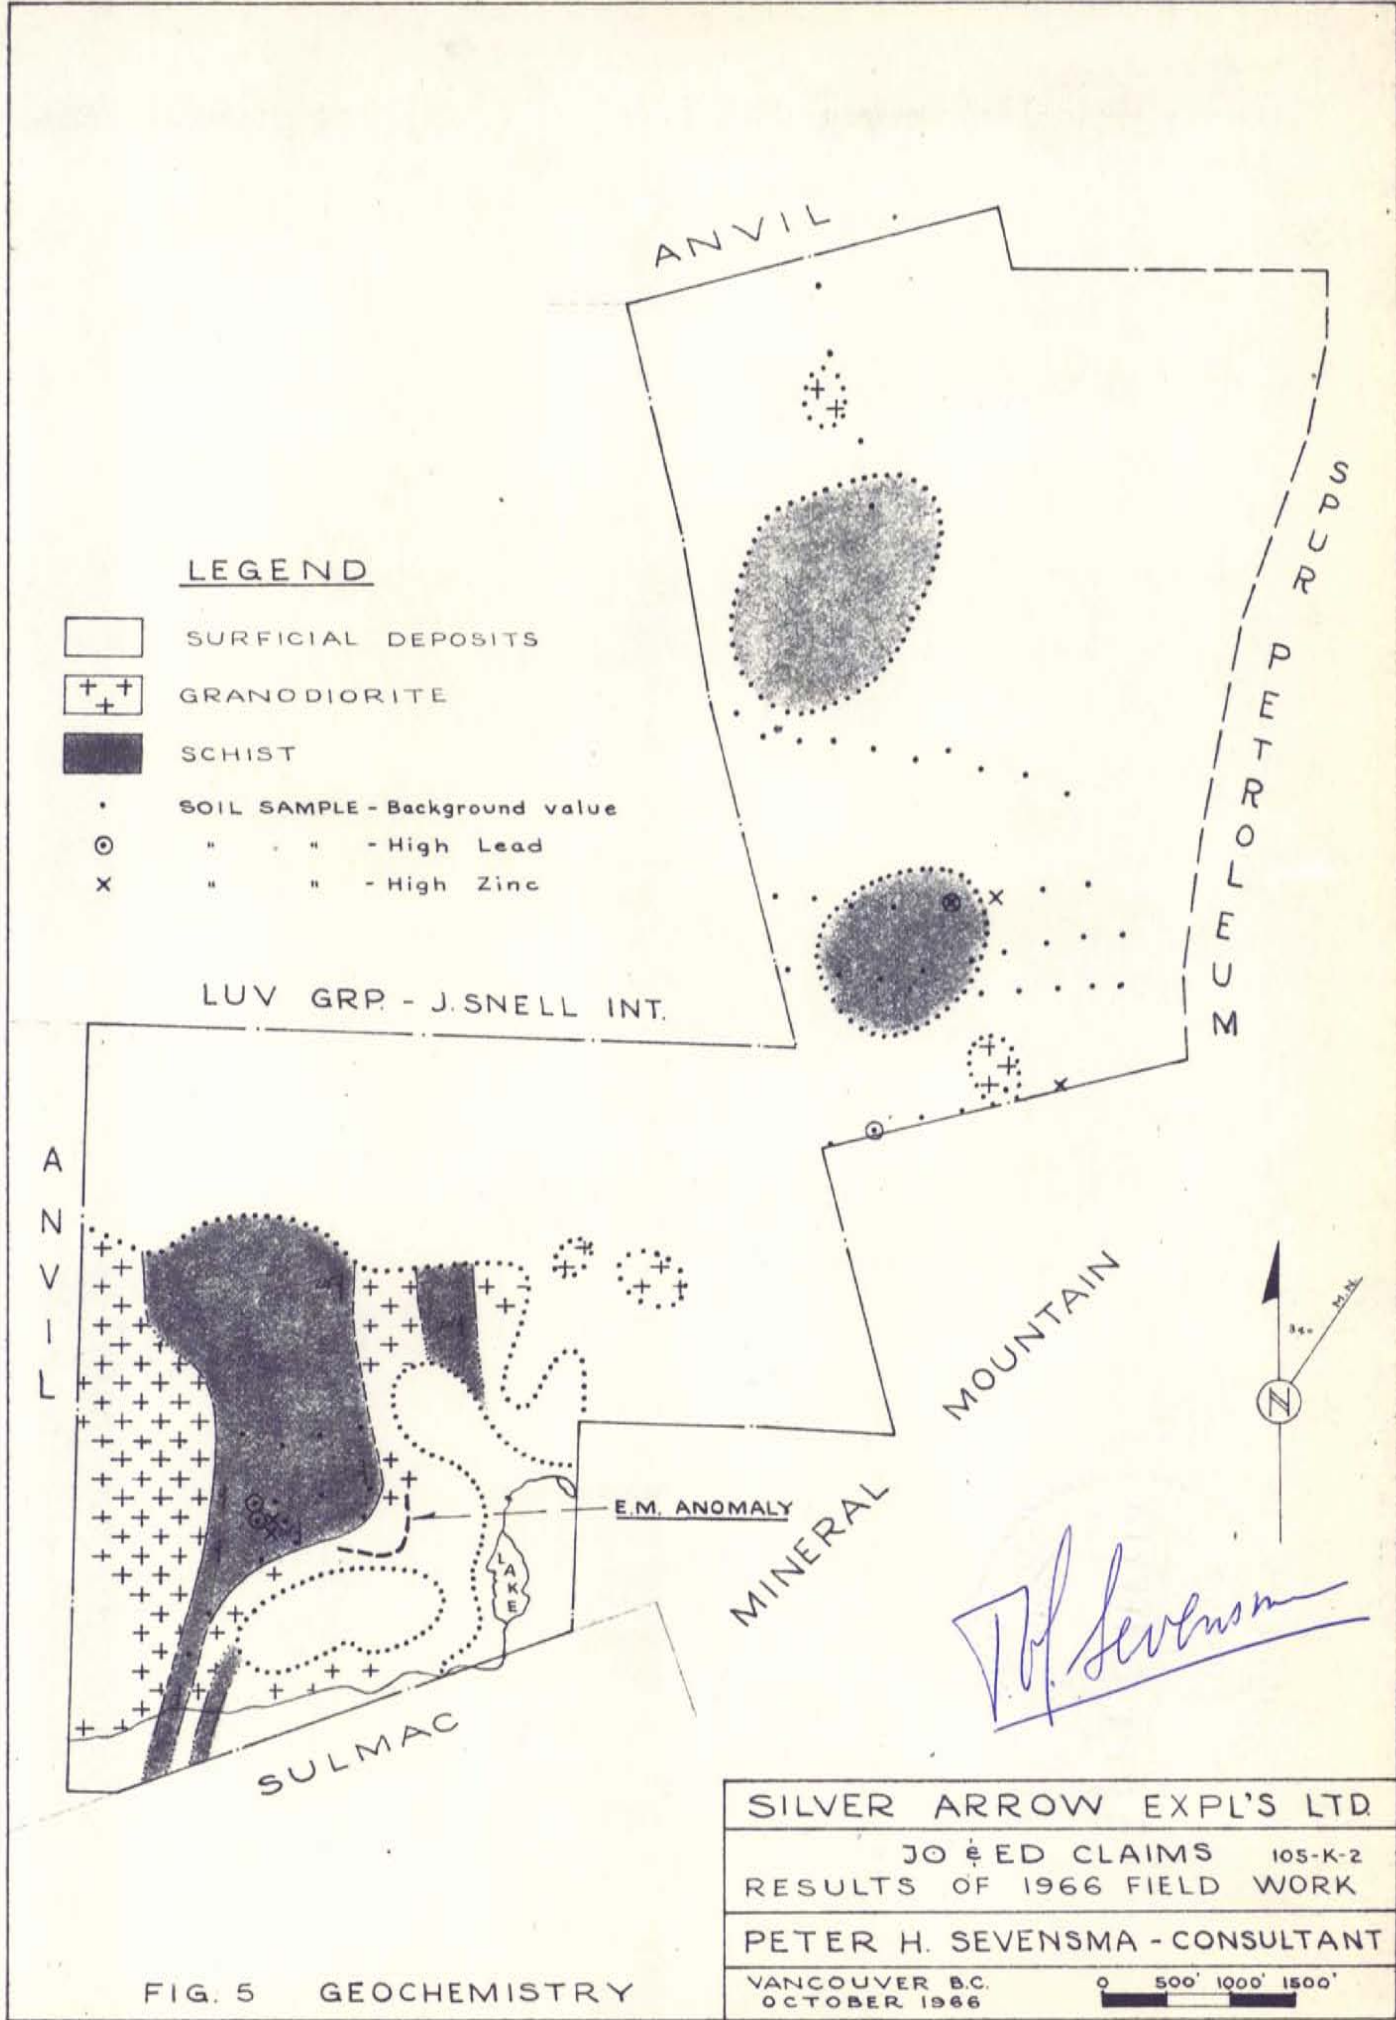 ANVIL
SPUR PETROLEUM
LEGEND
SURFICIAL DEPOSITS
GRANODIORITE
SCHIST
SOIL SAMPLE - Background value
" " - High Lead
" " - High Zinc
LUV GRP. - J. SNELL INT.
ANVIL
MINERAL MOUNTAIN
M.N.
34°
N
E.M. ANOMALY
LAKE
SULMAC
P.H. Sevensma
SILVER ARROW EXPL'S LTD.
JO & ED CLAIMS 105-K-2
RESULTS OF 1966 FIELD WORK
PETER H. SEVENSMA - CONSULTANT
VANCOUVER B.C.
OCTOBER 1966
0 500' 1000' 1500'
FIG. 5 GEOCHEMISTRY